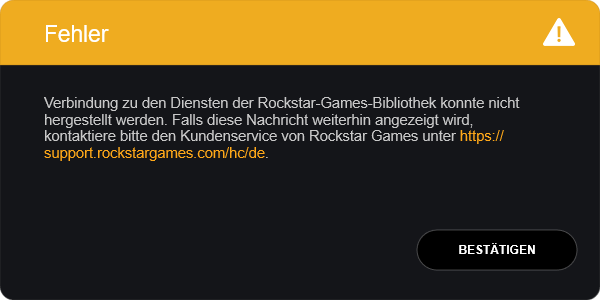 Fehler
Verbindung zu den Diensten der Rockstar-Games-Bibliothek konnte nicht
hergestellt werden. Falls diese Nachricht weiterhin angezeigt wird,
kontaktiere bitte den Kundenservice von Rockstar Games unter https://
support.rockstargames.com/hc/de.
BESTÄTIGEN